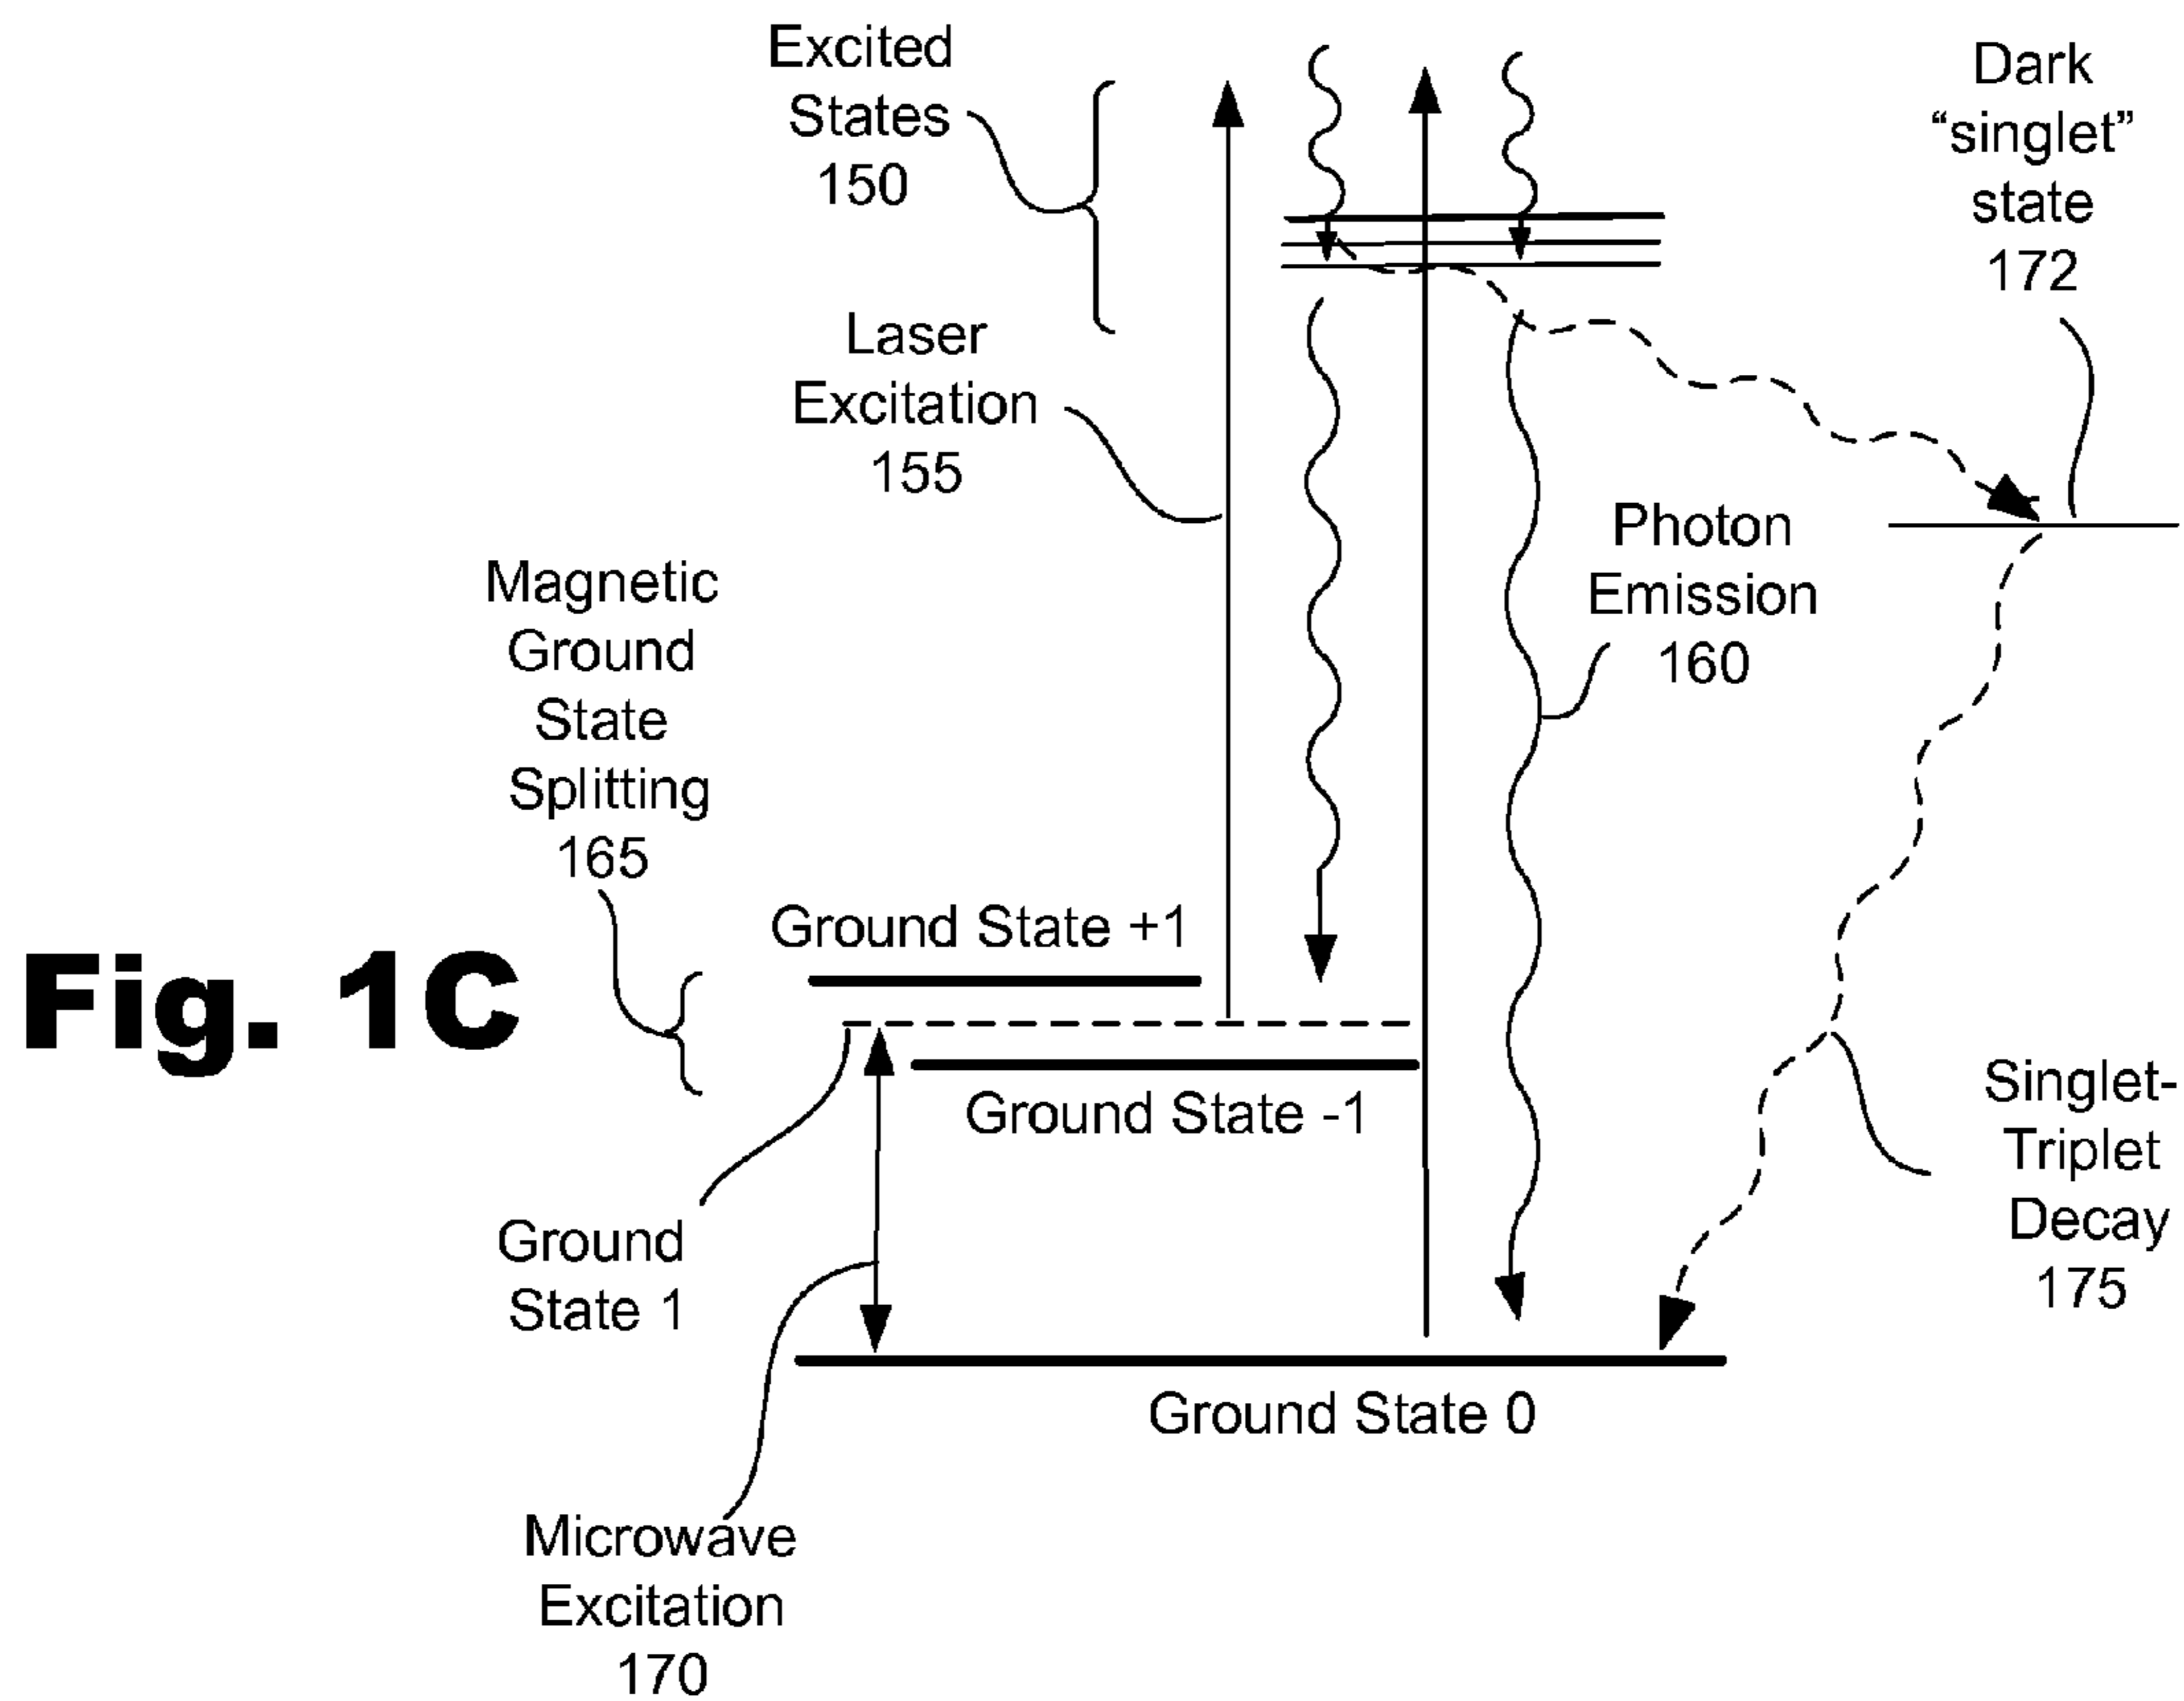 Excited
States
150
Dark
“singlet”
state
172
Laser
Excitation
155
Photon
Emission
160
Magnetic
Ground
State
Splitting
165
Ground State +1
Fig. 1C
Ground State -1
Singlet-
Triplet
Decay
175
Ground
State 1
Ground State 0
Microwave
Excitation
170